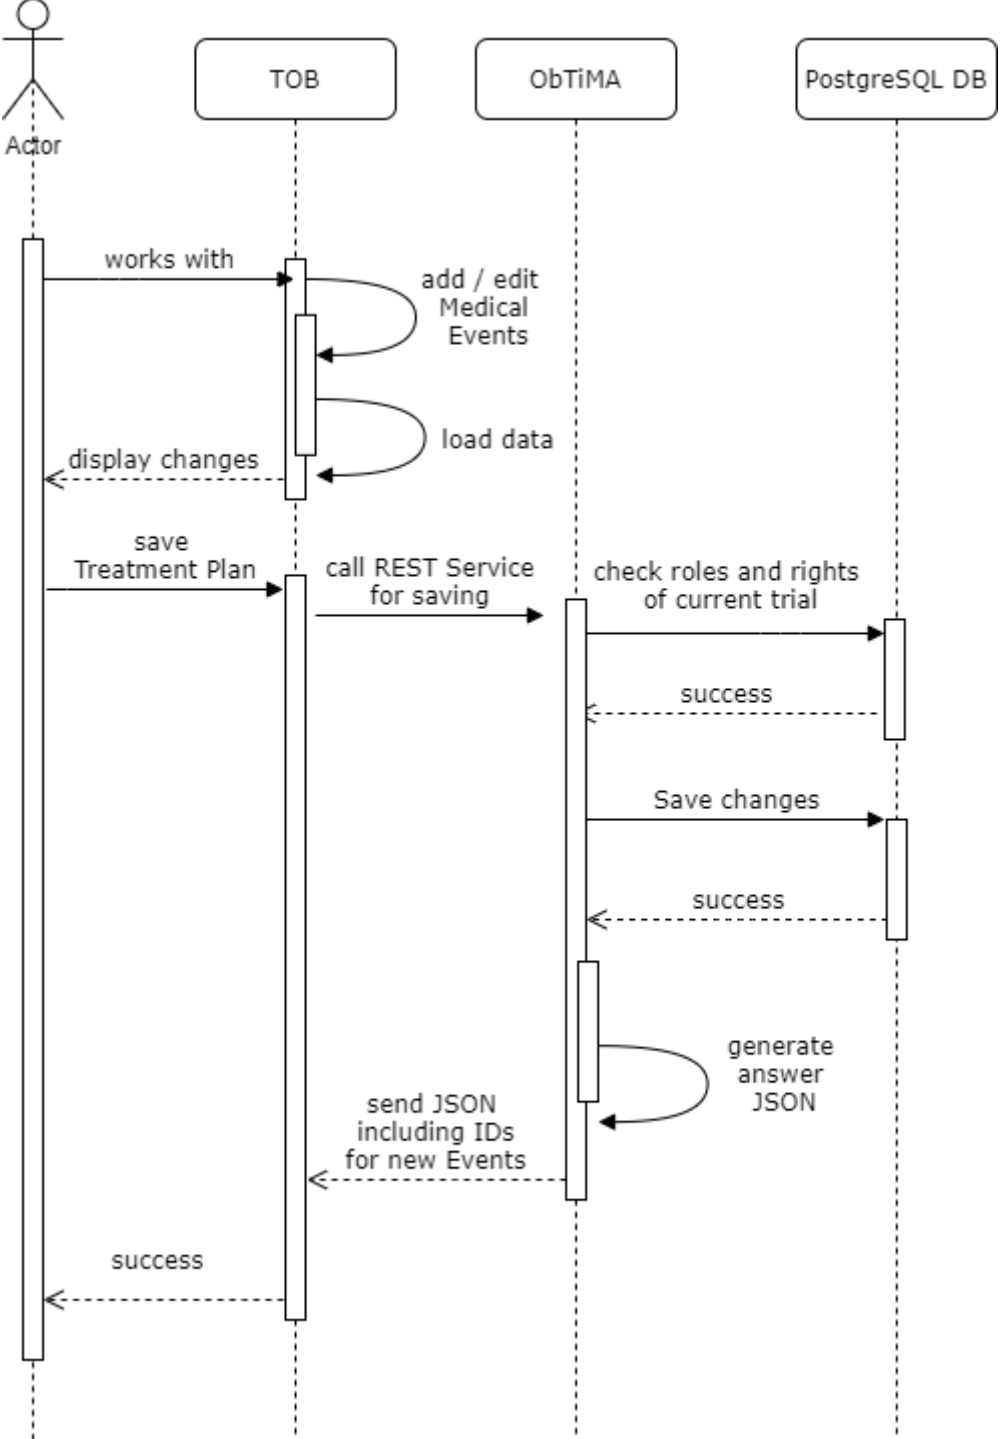 TOB
ObTiMA
PostgreSQL DB
Actor
works with
add / edit
Medical
Events
load data
display changes
save
Treatment Plan
call REST Service
for saving
check roles and rights
of current trial
success
Save changes
success
generate
answer
JSON
send JSON
including IDs
for new Events
success